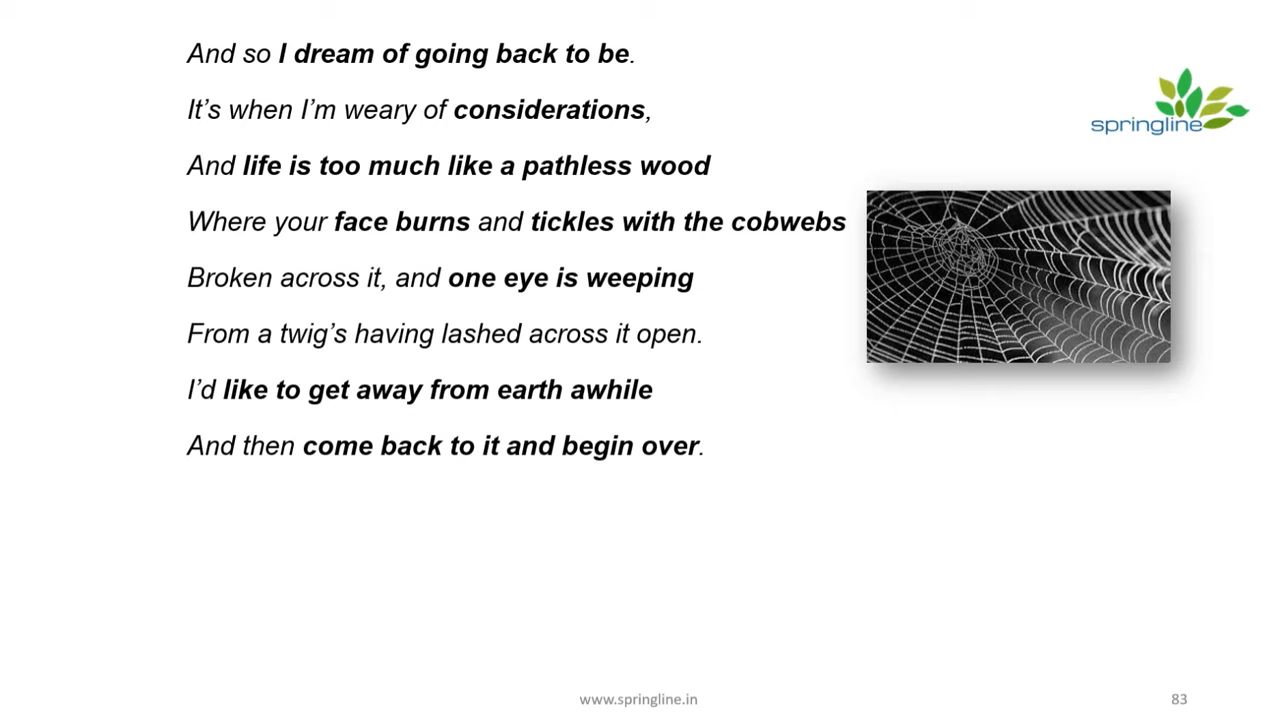 And so I dream of going back to be.
It’s when I’m weary of considerations,
And life is too much like a pathless wood
Where your face burns and tickles with the cobwebs
Broken across it, and one eye is weeping
From a twig’s having lashed across it open.
I’d like to get away from earth awhile
And then come back to it and begin over.
springline
www.springline.in
83